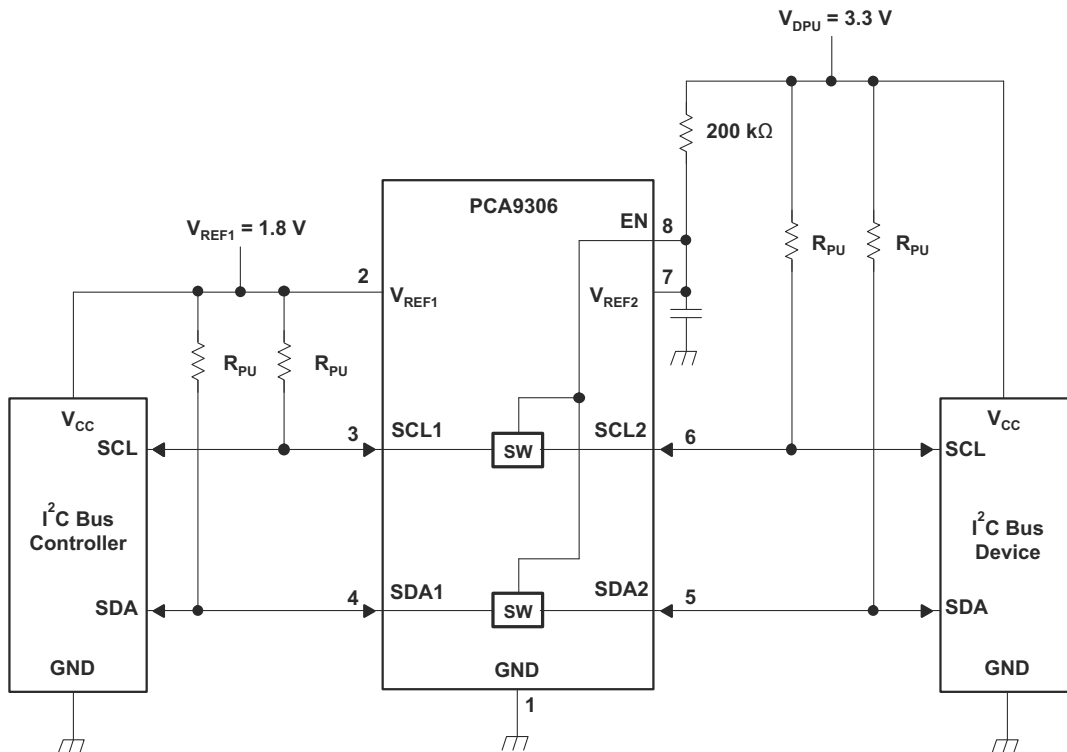 V_DPU = 3.3 V
200 kΩ
PCA9306
EN
8
V_REF1 = 1.8 V
R_PU
R_PU
2
7
V_REF1
V_REF2
R_PU
R_PU
V_CC
V_CC
SCL
3
SCL1
SW
SCL2
6
SCL
I²C Bus
Controller
I²C Bus
Device
SDA
4
SDA1
SW
SDA2
5
SDA
GND
GND
GND
1